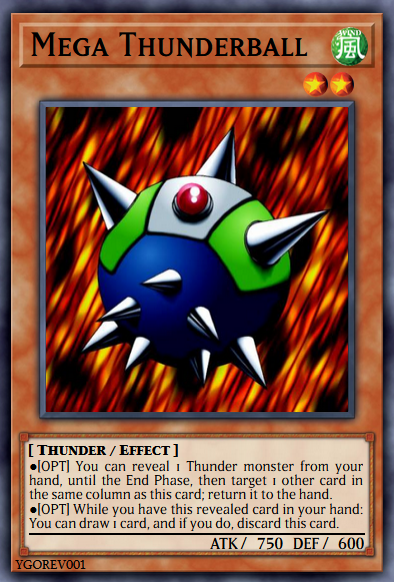 MEGA THUNDERBALL
WIND
風
[ THUNDER / EFFECT ]
●[OPT] You can reveal 1 Thunder monster from your
hand, until the End Phase, then target 1 other card in
the same column as this card; return it to the hand.
●[OPT] While you have this revealed card in your hand:
You can draw 1 card, and if you do, discard this card.
ATK / 750 DEF / 600
YGOREV001